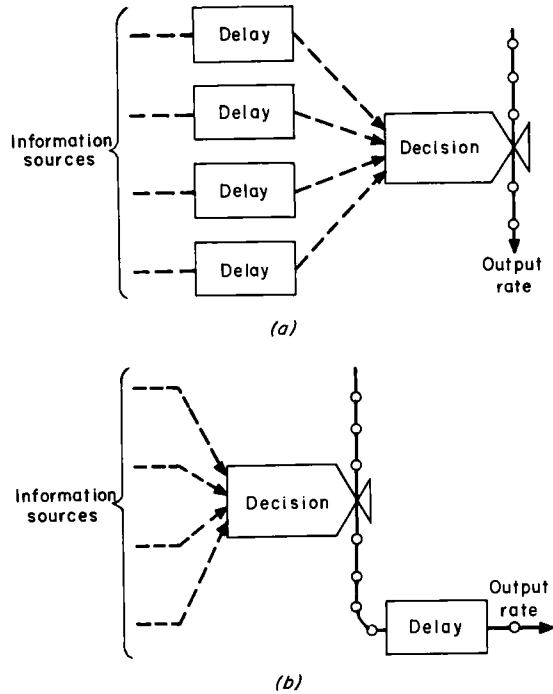 Delay
Delay
Information
sources
Decision
Delay
Delay
Output
rate
(a)
Information
sources
Decision
Output
rate
Delay
(b)